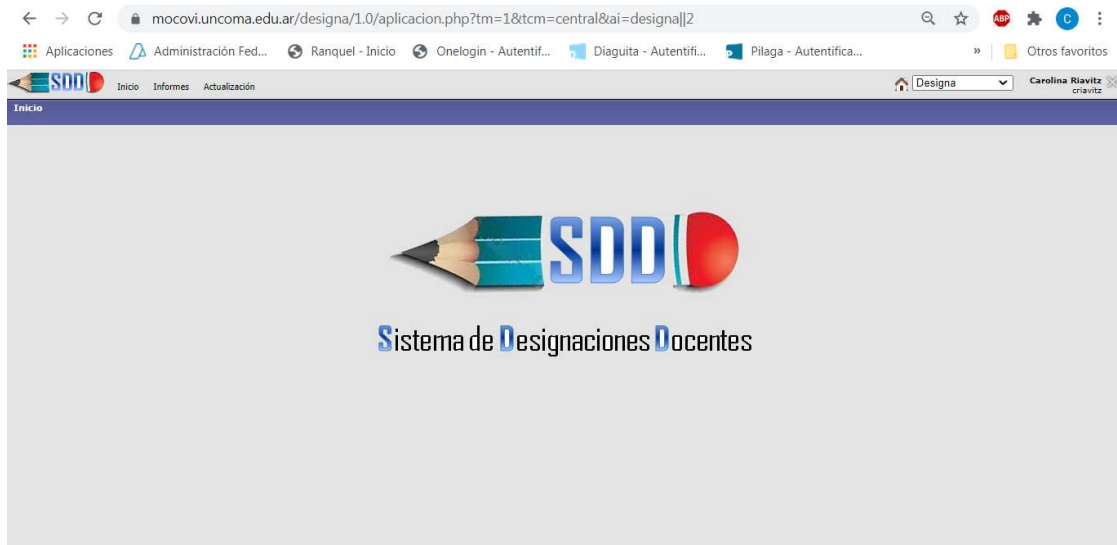 mocovi.uncoma.edu.ar/designa/1.0/aplicacion.php?tm=1&tcm=central&ai=designa||2
ABP
C
Aplicaciones Administración Fed... Ranquel - Inicio Onelogin - Autentif... Diaguita - Autentifi... Pilaga - Autentifica... » Otros favoritos
SDD Inicio Informes Actualización Designa Carolina Riavitz
criavitz
Inicio
SDD
Sistema de Designaciones Docentes